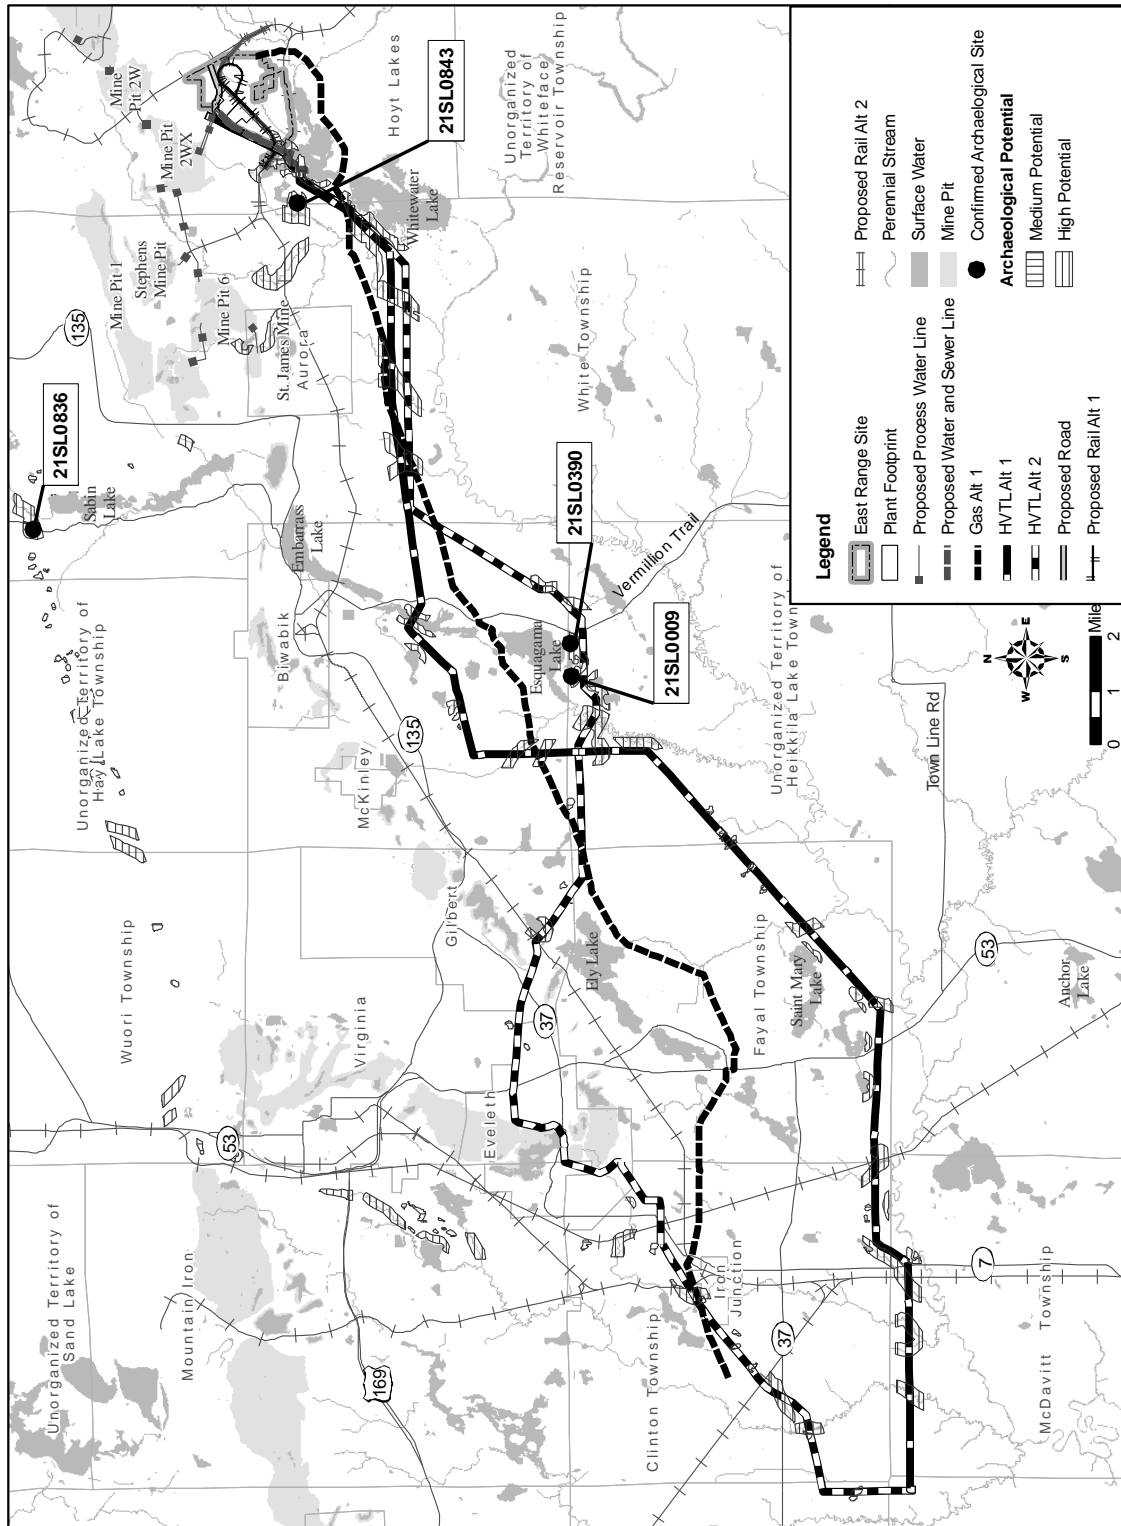 Unorganized Territory of
Sand Lake
Mountain Iron
169
53
Wuori Township
Virginia
Eveleth
37
Gilbert
McKinley
135
Unorganized Territory of
Hay Lake Township
Biwabik
Embarrass
Lake
Sabin
Lake
21SL0836
135
Mine Pit 1
Stephens
Mine Pit
Mine Pit
2WX
Mine
Pit 2W
Mine Pit 6
St. James Mine
Aurora
Hoyt Lakes
21SL0843
Whitewater
Lake
Unorganized
Territory of
Whiteface
Reservoir Township
White Township
21SL0390
Vermillion Trail
Esquagama
Lake
21SL0009
Unorganized Territory of
Heikkila Lake Town
Town Line Rd
Ely Lake
Fayal Township
Saint Mary
Lake
53
Anchor
Lake
Iron
Junction
Clinton Township
37
7
McDavitt Township
N
E
S
W
0 1 2
Mile
Legend
East Range Site
Plant Footprint
Proposed Process Water Line
Proposed Water and Sewer Line
Gas Alt 1
HVTL Alt 1
HVTL Alt 2
Proposed Road
Proposed Rail Alt 1
Proposed Rail Alt 2
Perennial Stream
Surface Water
Mine Pit
Confirmed Archaelogical Site
Archaeological Potential
Medium Potential
High Potential